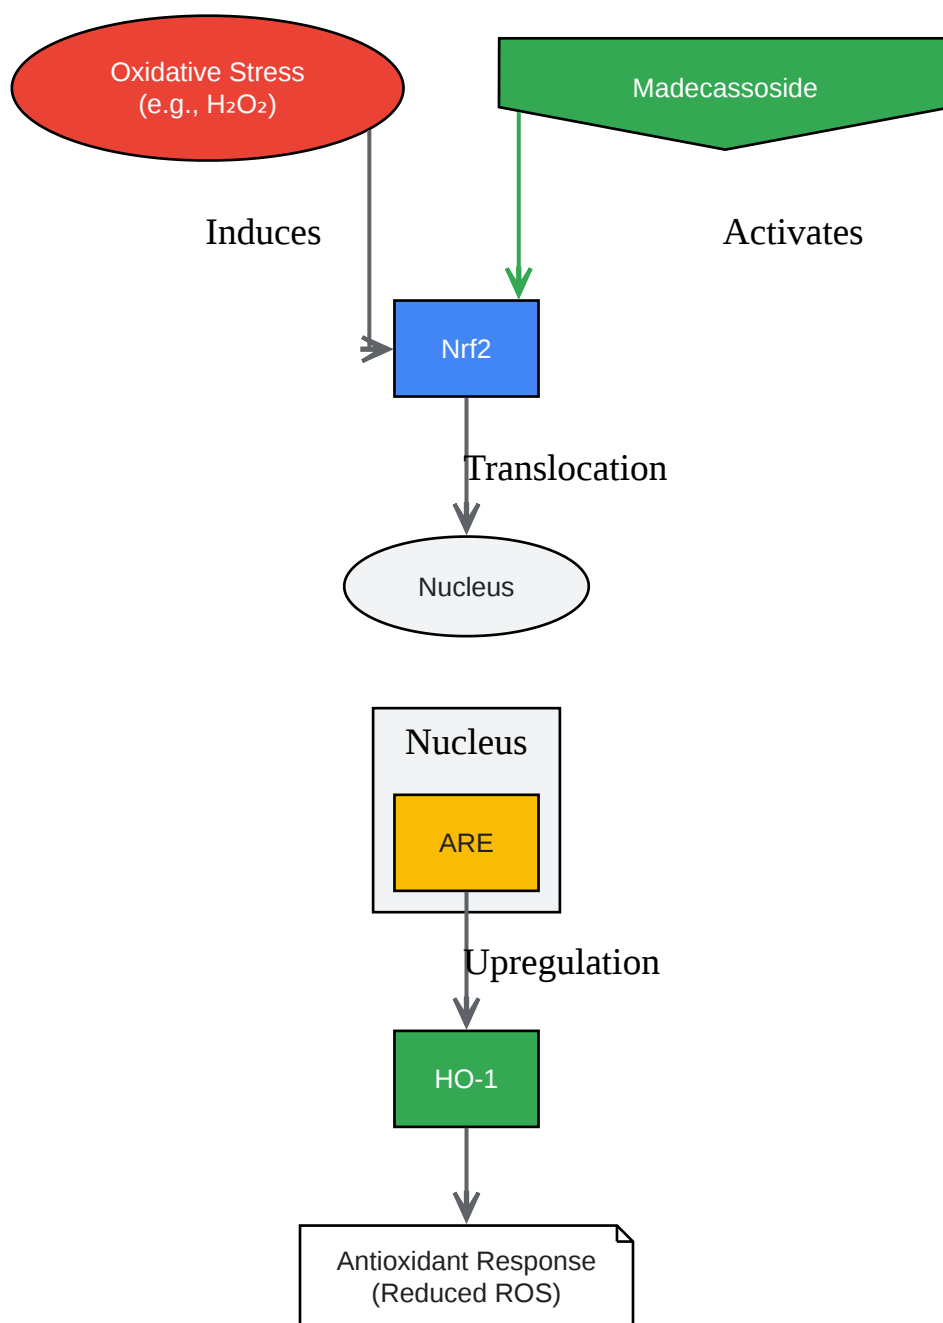 Oxidative Stress
(e.g., H₂O₂)
Madecassoside
Induces
Activates
Nrf2
Translocation
Nucleus
Nucleus
ARE
Upregulation
HO-1
Antioxidant Response
(Reduced ROS)